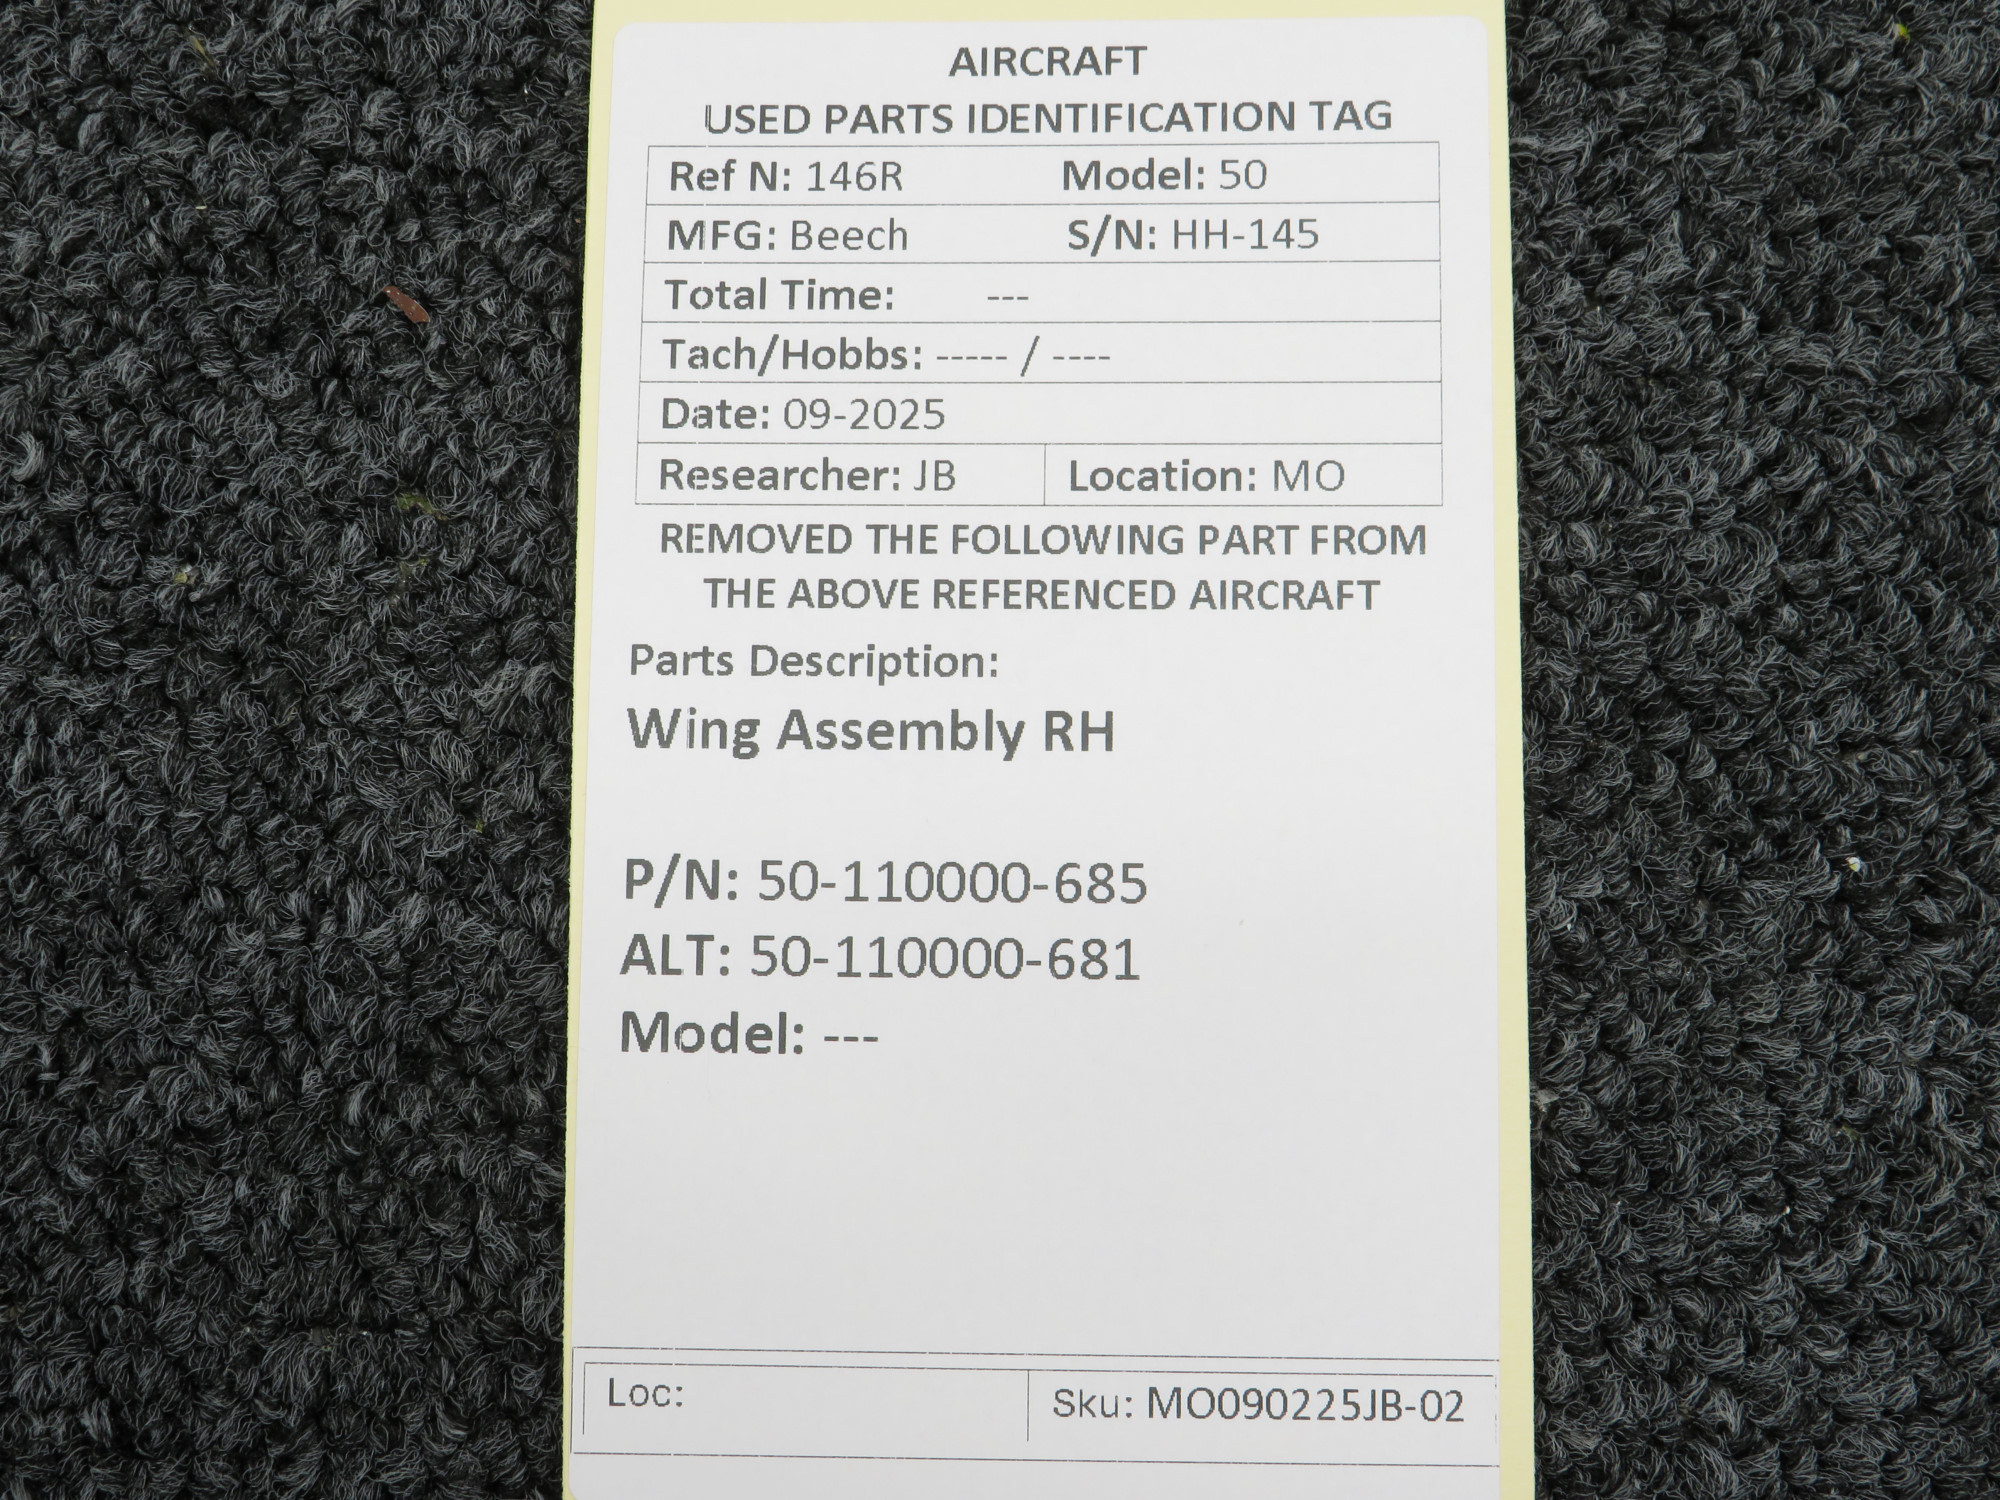 AIRCRAFT
USED PARTS IDENTIFICATION TAG
Ref N: 146R Model: 50
MFG: Beech S/N: HH-145
Total Time: ---
Tach/Hobbs: ----- / ----
Date: 09-2025
Researcher: JB Location: MO
REMOVED THE FOLLOWING PART FROM
THE ABOVE REFERENCED AIRCRAFT
Parts Description:
Wing Assembly RH
P/N: 50-110000-685
ALT: 50-110000-681
Model: ---
Loc: Sku: MO090225JB-02